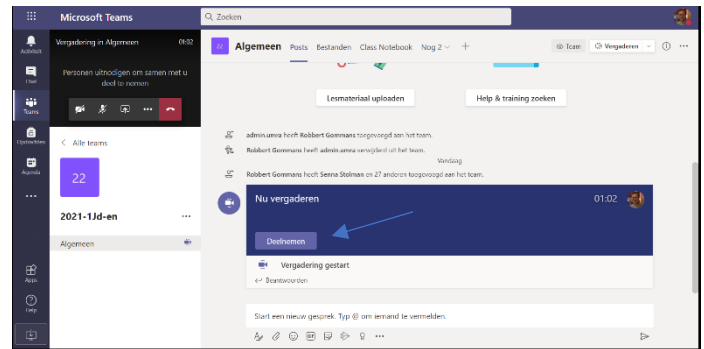 Microsoft Teams
Zoeken
Activiteit
Chat
Teams
Opdrachten
Agenda
Apps
Help
Vergadering in Algemeen 01:02
Personen uitnodigen om samen met u
deel te nemen
Alle teams
22
2021-1Jd-en
Algemeen
22 Algemeen Posts Bestanden Class Notebook Nog 2 Team Vergaderen
Lesmateriaal uploaden Help & training zoeken
admin.umra heeft Robbert Gommans toegevoegd aan het team.
Robbert Gommans heeft admin.umra verwijderd uit het team.
Vandaag
Robbert Gommans heeft Senna Stolman en 27 anderen toegevoegd aan het team.
Nu vergaderen 01:02
Deelnemen
Vergadering gestart
Beantwoorden
Start een nieuw gesprek. Typ @ om iemand te vermelden.
GIF